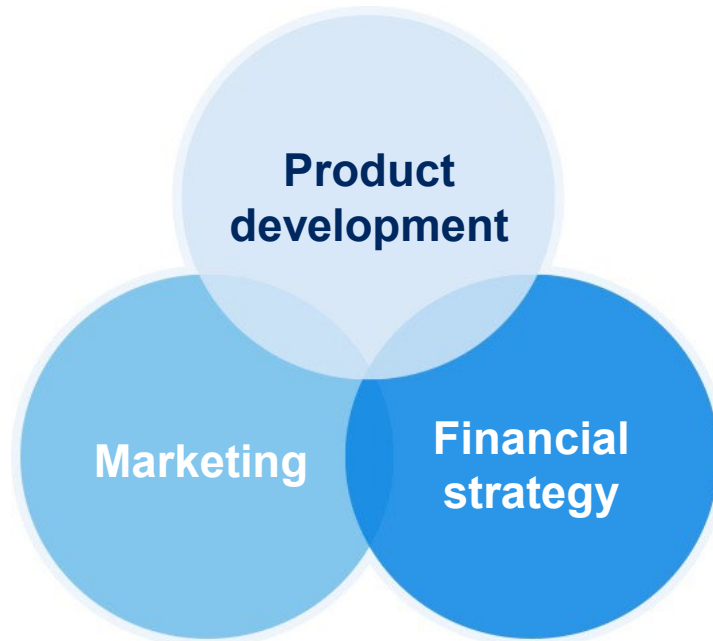 Product
development
Marketing
Financial
strategy